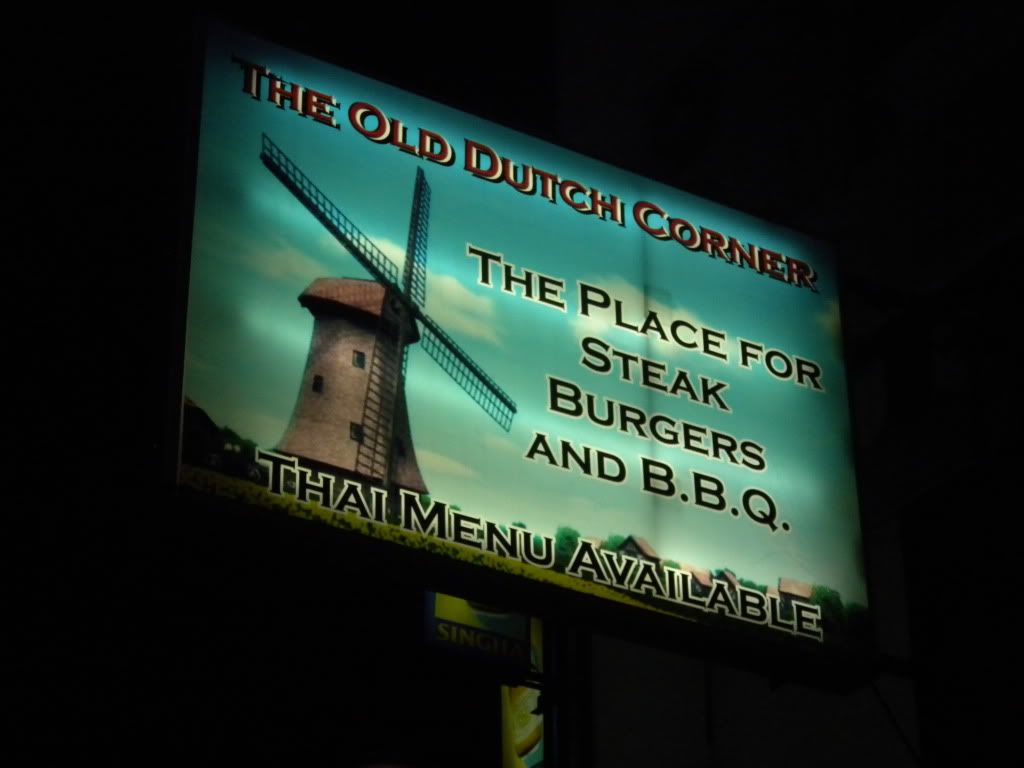 The Old Dutch Corner
The Place for
Steak
Burgers
and B.B.Q.
Thai Menu Available
SINGHA